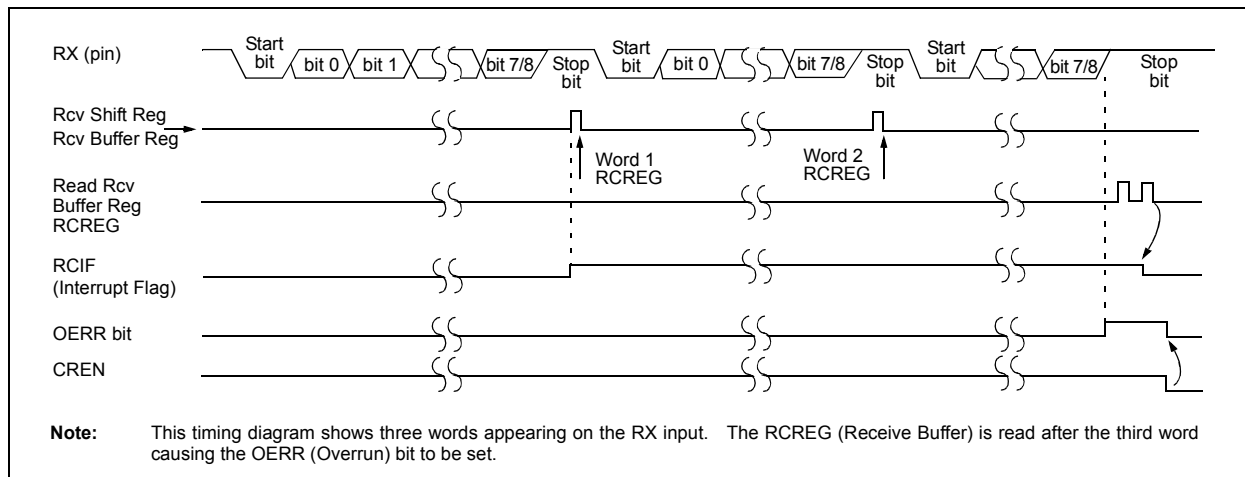 RX (pin)
Start
bit
bit 0
bit 1
bit 7/8
Stop
bit
Start
bit
bit 0
bit 7/8
Stop
bit
Start
bit
bit 7/8
Stop
bit
Rcv Shift Reg
Rcv Buffer Reg
Word 1
RCREG
Word 2
RCREG
Read Rcv
Buffer Reg
RCREG
RCIF
(Interrupt Flag)
OERR bit
CREN
Note: This timing diagram shows three words appearing on the RX input. The RCREG (Receive Buffer) is read after the third word
causing the OERR (Overrun) bit to be set.